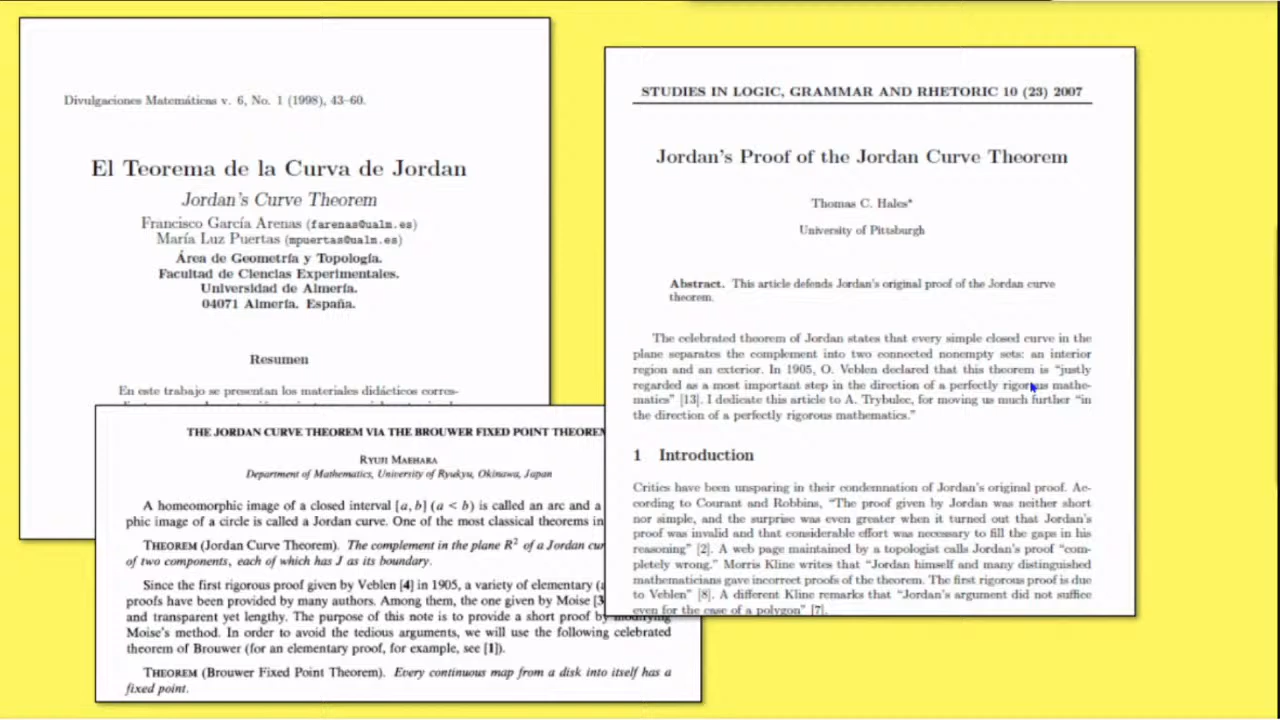 Divulgaciones Matemáticas v. 6, No. 1 (1998), 43–60.
El Teorema de la Curva de Jordan
Jordan's Curve Theorem
Francisco García Arenas (farenas@ualm.es)
María Luz Puertas (mpuertas@ualm.es)
Área de Geometría y Topología.
Facultad de Ciencias Experimentales.
Universidad de Almería.
04071 Almería. España.
Resumen
En este trabajo se presentan los materiales didácticos corres-
THE JORDAN CURVE THEOREM VIA THE BROUWER FIXED POINT THEOREM
RYUJI MAEHARA
Department of Mathematics, University of Ryukyu, Okinawa, Japan
A homeomorphic image of a closed interval [a, b] (a < b) is called an arc and a
phic image of a circle is called a Jordan curve. One of the most classical theorems in
THEOREM (Jordan Curve Theorem). The complement in the plane R² of a Jordan cur
of two components, each of which has J as its boundary.
Since the first rigorous proof given by Veblen [4] in 1905, a variety of elementary (
proofs have been provided by many authors. Among them, the one given by Moise [3
and transparent yet lengthy. The purpose of this note is to provide a short proof by modifying
Moise's method. In order to avoid the tedious arguments, we will use the following celebrated
theorem of Brouwer (for an elementary proof, for example, see [1]).
THEOREM (Brouwer Fixed Point Theorem). Every continuous map from a disk into itself has a
fixed point.
STUDIES IN LOGIC, GRAMMAR AND RHETORIC 10 (23) 2007
Jordan's Proof of the Jordan Curve Theorem
Thomas C. Hales*
University of Pittsburgh
Abstract. This article defends Jordan's original proof of the Jordan curve
theorem.
The celebrated theorem of Jordan states that every simple closed curve in the
plane separates the complement into two connected nonempty sets: an interior
region and an exterior. In 1905, O. Veblen declared that this theorem is "justly
regarded as a most important step in the direction of a perfectly rigorous mathe-
matics" [13]. I dedicate this article to A. Trybulec, for moving us much further "in
the direction of a perfectly rigorous mathematics."
1 Introduction
Critics have been unsparing in their condemnation of Jordan's original proof. Ac-
cording to Courant and Robbins, "The proof given by Jordan was neither short
nor simple, and the surprise was even greater when it turned out that Jordan's
proof was invalid and that considerable effort was necessary to fill the gaps in his
reasoning" [2]. A web page maintained by a topologist calls Jordan's proof "com-
pletely wrong." Morris Kline writes that "Jordan himself and many distinguished
mathematicians gave incorrect proofs of the theorem. The first rigorous proof is due
to Veblen" [8]. A different Kline remarks that "Jordan's argument did not suffice
even for the case of a polygon" [7].